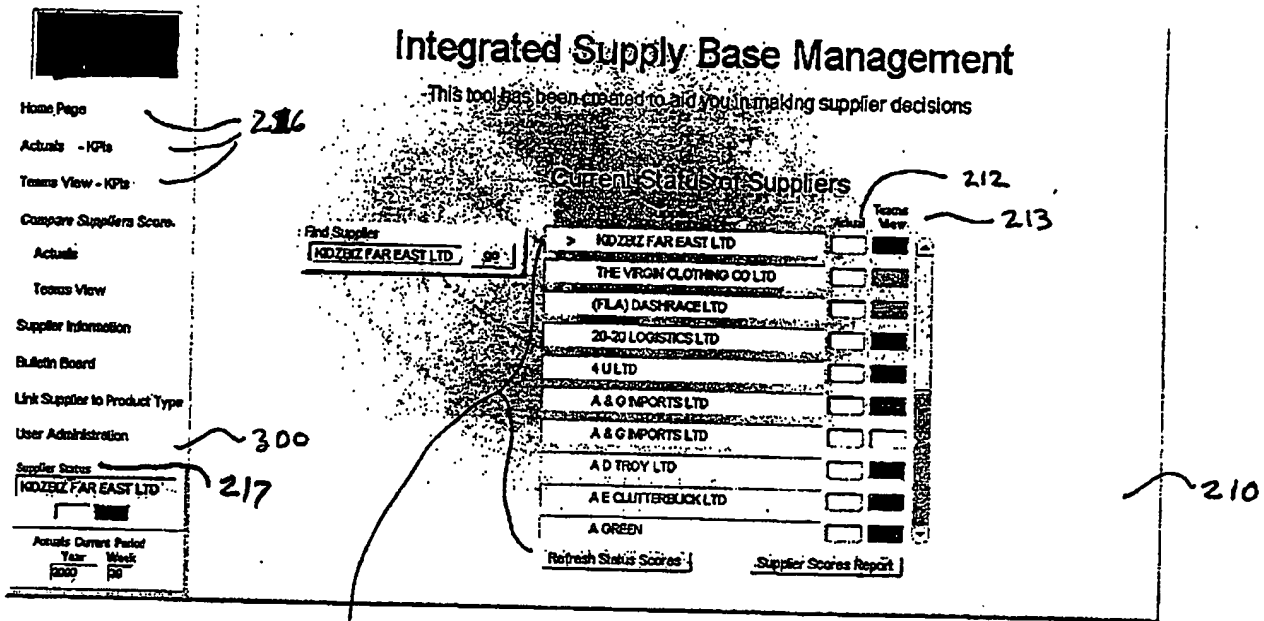 Integrated Supply Base Management
-This tool has been created to aid you in making supplier decisions
Home Page
Actuals - KPIs
Teams View - KPIs
Compare Suppliers Score
Actuals
Teams View
Supplier Information
Bulletin Board
Link Supplier to Product Type
User Administration
Supplier Status
KIDZBIZ FAR EAST LTD
Actuals Current Period
Year Week
2000
216
300
217
Find Supplier
KIDZBIZ FAR EAST LTD go
Current Status of Suppliers
212
213
Supplier Actual Teams View
> KIDZBIZ FAR EAST LTD
THE VIRGIN CLOTHING CO LTD
(FILA) DASHRACE LTD
20-20 LOGISTICS LTD
4 U LTD
A & G IMPORTS LTD
A & G IMPORTS LTD
A D TROY LTD
A E CLUTTERBUCK LTD
A GREEN
Refresh Status Scores
Supplier Scores Report
210